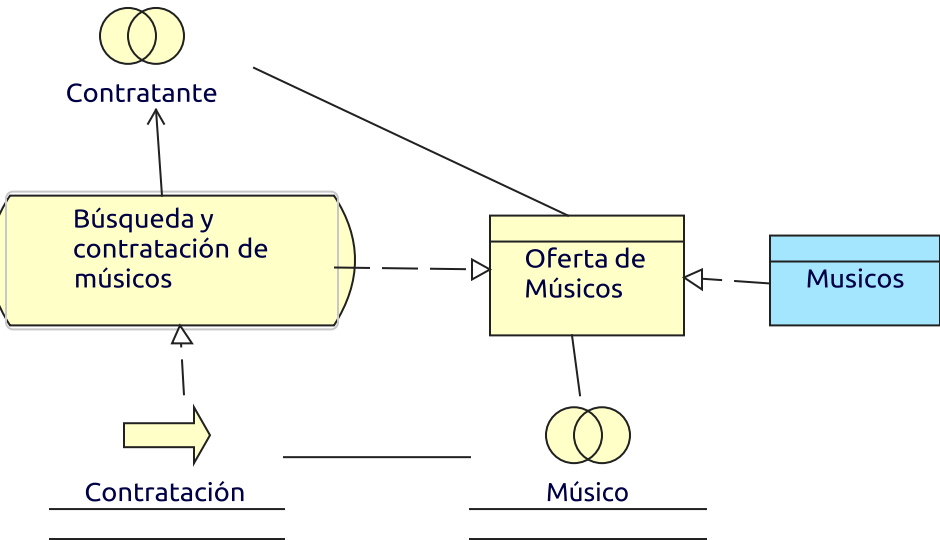 Contratante
Búsqueda y
contratación de
músicos
Oferta de
Músicos
Musicos
Contratación
Músico